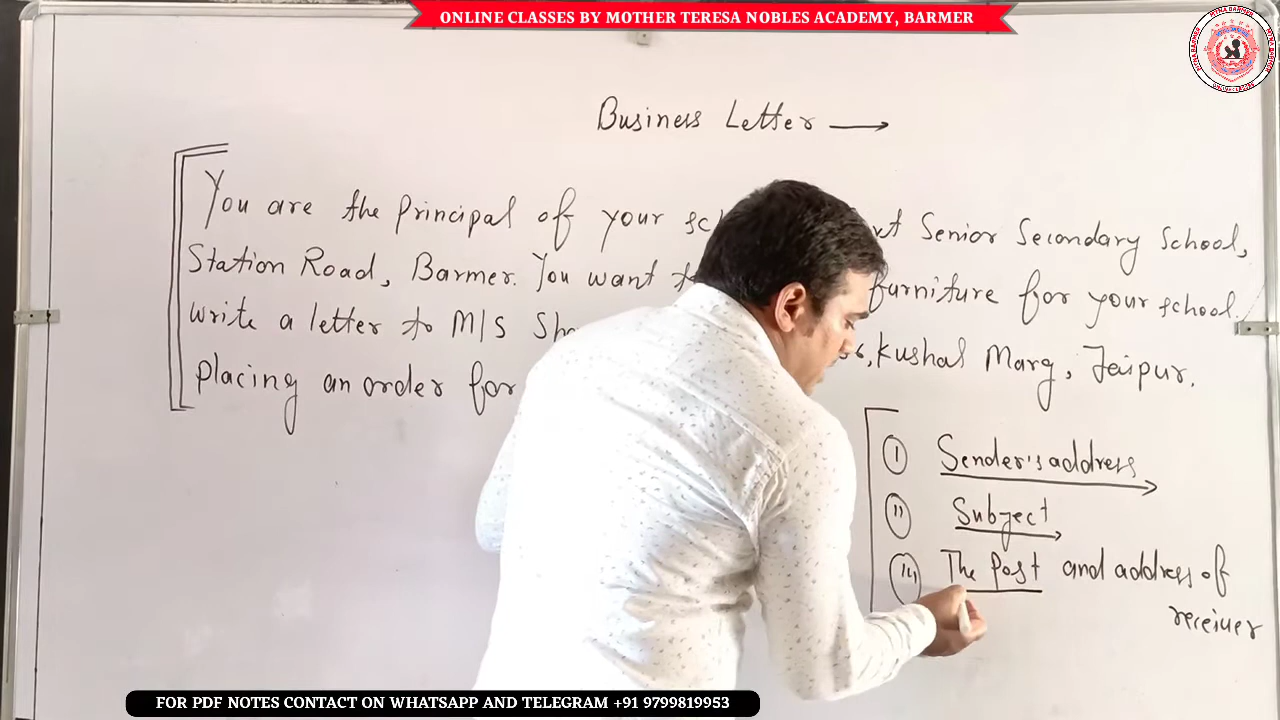 ONLINE CLASSES BY MOTHER TERESA NOBLES ACADEMY, BARMER
Business Letter →
You are the principal of your Senior Secondary School,
Station Road, Barmer. You want furniture for your school.
write a letter to M/S Kushal Marg, Jaipur.
placing an order for
I Sender's address
II Subject
The Post and address of
receiver
FOR PDF NOTES CONTACT ON WHATSAPP AND TELEGRAM +91 9799819953